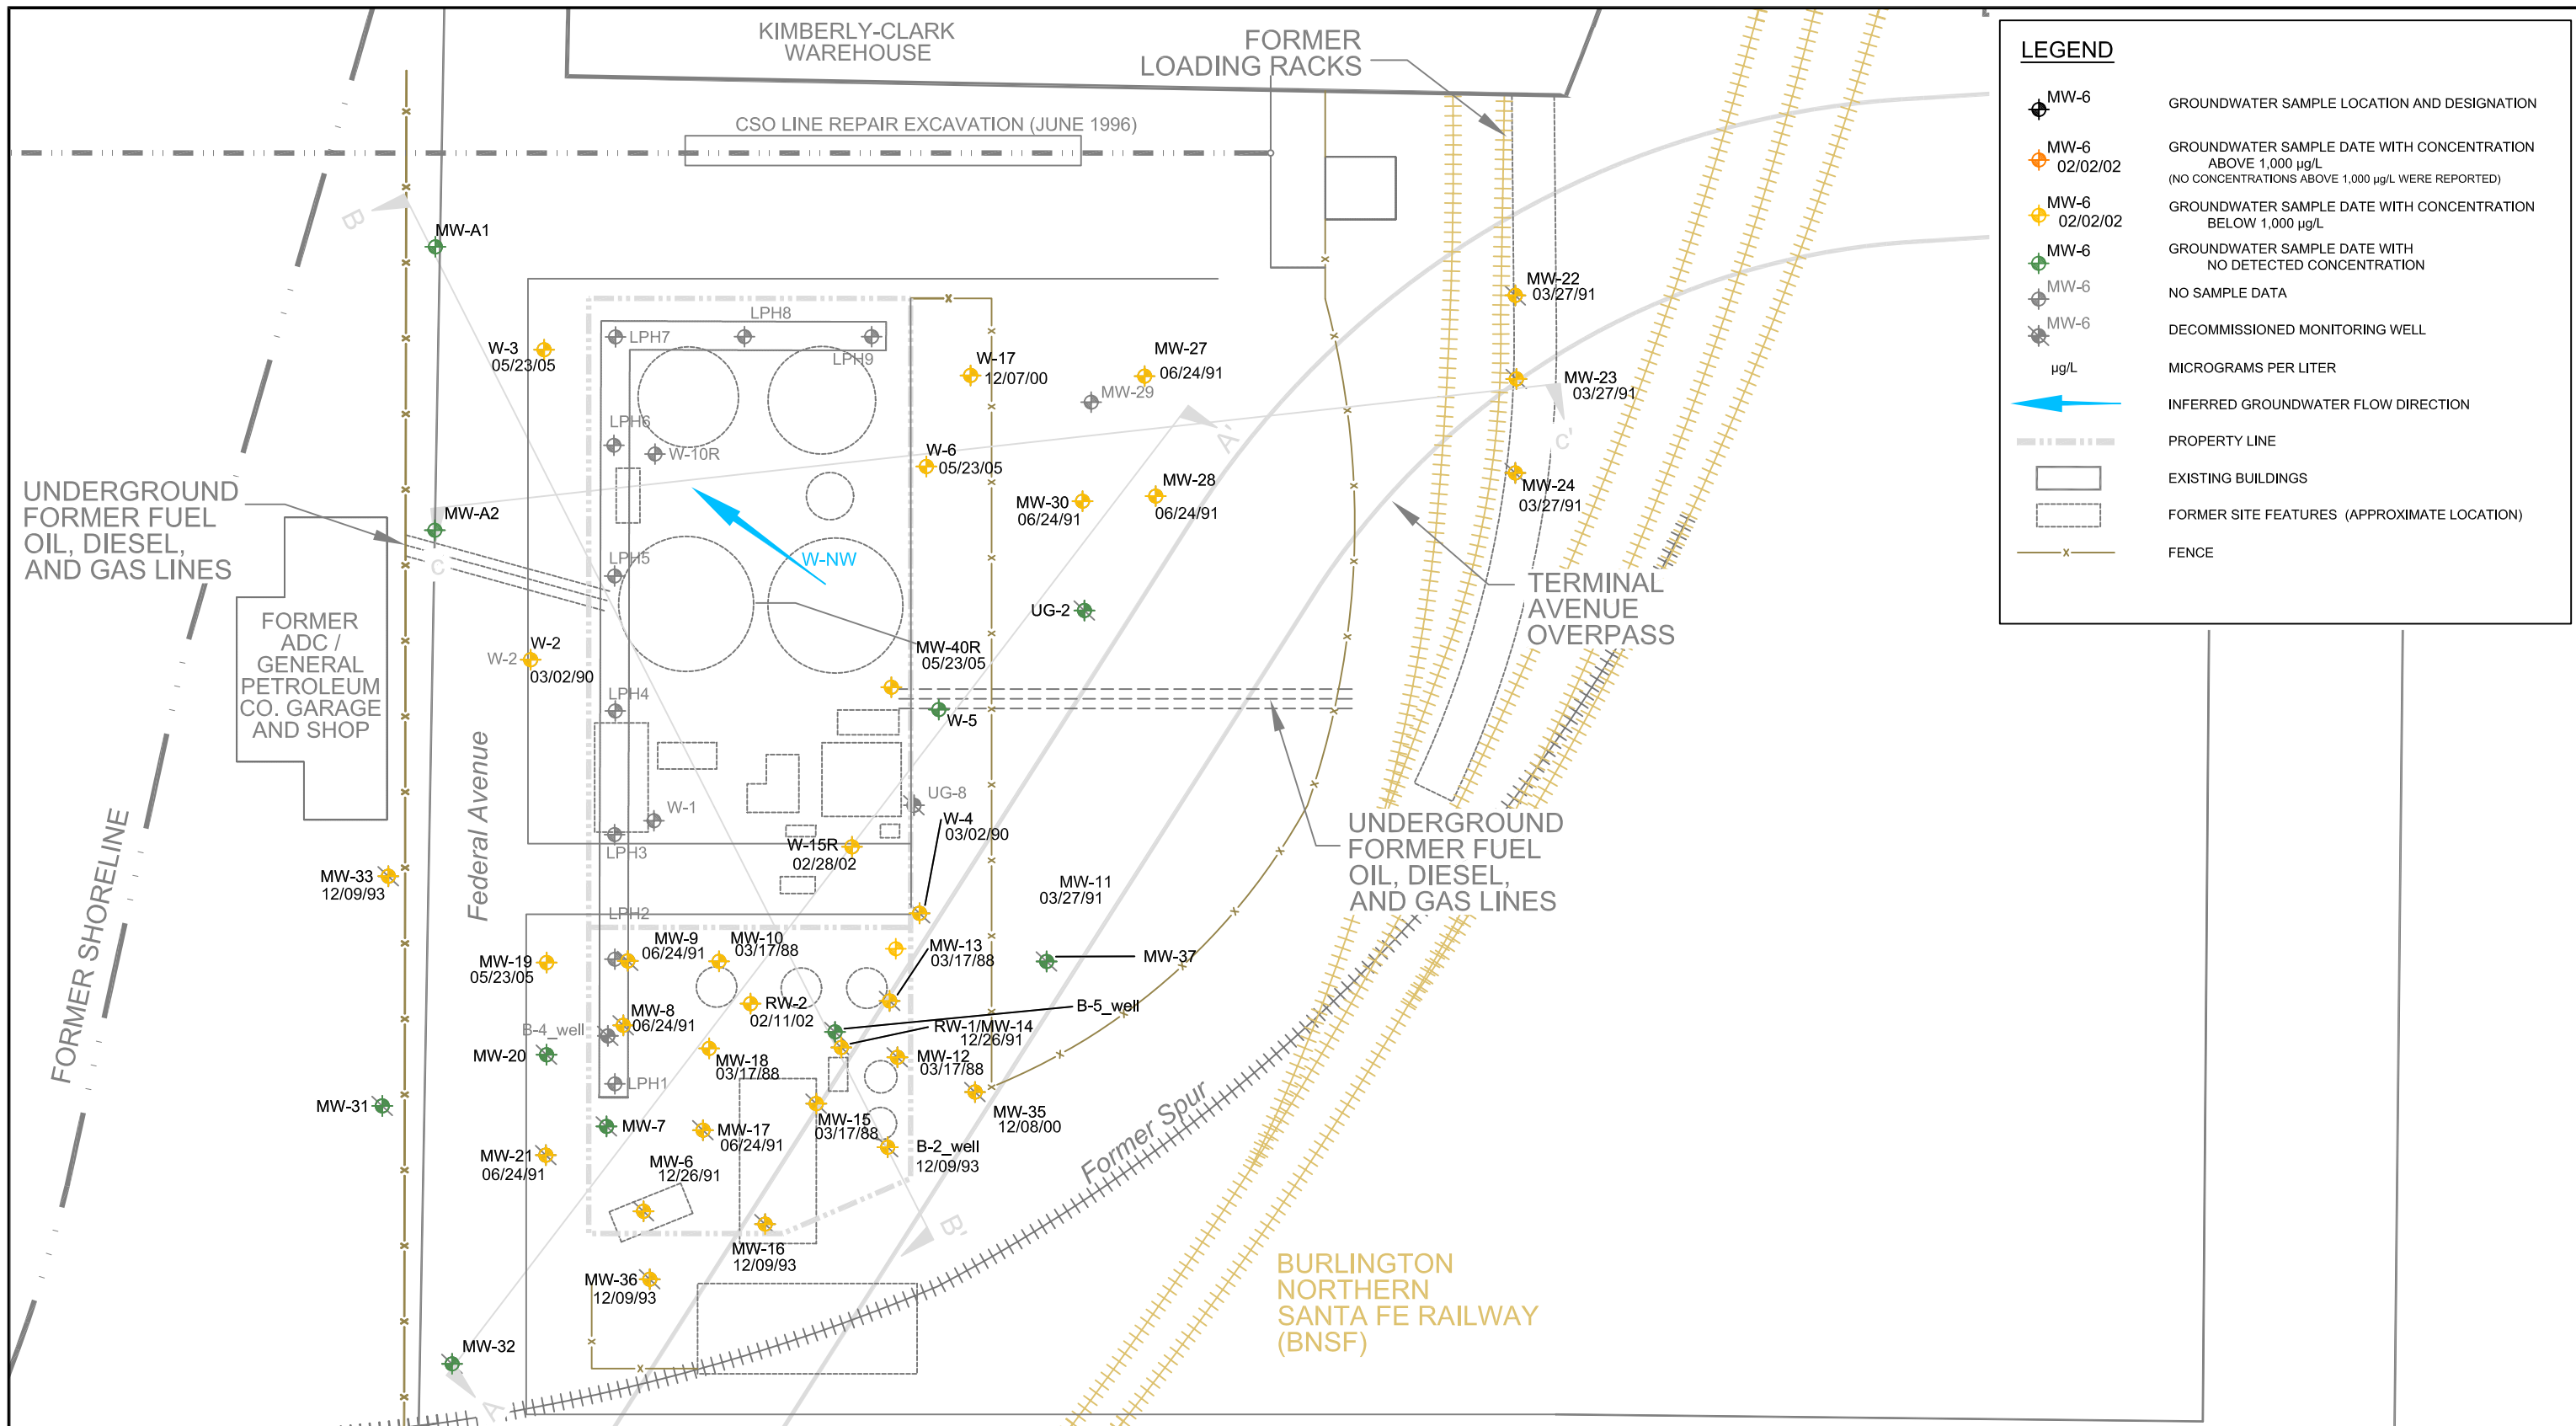 KIMBERLY-CLARK
WAREHOUSE
FORMER
LOADING RACKS
CSO LINE REPAIR EXCAVATION (JUNE 1996)
LEGEND
MW-6
GROUNDWATER SAMPLE LOCATION AND DESIGNATION
MW-6
02/02/02
GROUNDWATER SAMPLE DATE WITH CONCENTRATION
ABOVE 1,000 µg/L
(NO CONCENTRATIONS ABOVE 1,000 µg/L WERE REPORTED)
MW-6
02/02/02
GROUNDWATER SAMPLE DATE WITH CONCENTRATION
BELOW 1,000 µg/L
MW-6
GROUNDWATER SAMPLE DATE WITH
NO DETECTED CONCENTRATION
MW-6
NO SAMPLE DATA
MW-6
DECOMMISSIONED MONITORING WELL
µg/L
MICROGRAMS PER LITER
INFERRED GROUNDWATER FLOW DIRECTION
PROPERTY LINE
EXISTING BUILDINGS
FORMER SITE FEATURES (APPROXIMATE LOCATION)
x
FENCE
B
MW-A1
MW-22
03/27/91
LPH7
LPH8
LPH9
W-3
05/23/05
W-17
12/07/00
MW-27
06/24/91
MW-29
MW-23
03/27/91
A'
C'
LPH6
W-10R
W-6
05/23/05
MW-30
06/24/91
MW-28
06/24/91
MW-24
03/27/91
UNDERGROUND
FORMER FUEL
OIL, DIESEL,
AND GAS LINES
MW-A2
C
LPH5
W-NW
UG-2
TERMINAL
AVENUE
OVERPASS
FORMER
ADC /
GENERAL
PETROLEUM
CO. GARAGE
AND SHOP
W-2
W-2
03/02/90
MW-40R
05/23/05
LPH4
W-5
Federal Avenue
FORMER SHORELINE
W-1
UG-8
W-4
03/02/90
LPH3
W-15R
02/28/02
UNDERGROUND
FORMER FUEL
OIL, DIESEL,
AND GAS LINES
MW-33
12/09/93
MW-11
03/27/91
LPH2
MW-9
06/24/91
MW-10
03/17/88
MW-13
03/17/88
MW-37
MW-19
05/23/05
MW-8
06/24/91
RW-2
02/11/02
B-5_well
B-4_well
RW-1/MW-14
12/26/91
MW-20
MW-18
03/17/88
MW-12
03/17/88
LPH1
MW-31
MW-7
MW-17
06/24/91
MW-15
03/17/88
MW-35
12/08/00
Former Spur
MW-21
06/24/91
MW-6
12/26/91
B-2_well
12/09/93
B'
MW-16
12/09/93
MW-36
12/09/93
BURLINGTON
NORTHERN
SANTA FE RAILWAY
(BNSF)
MW-32
A